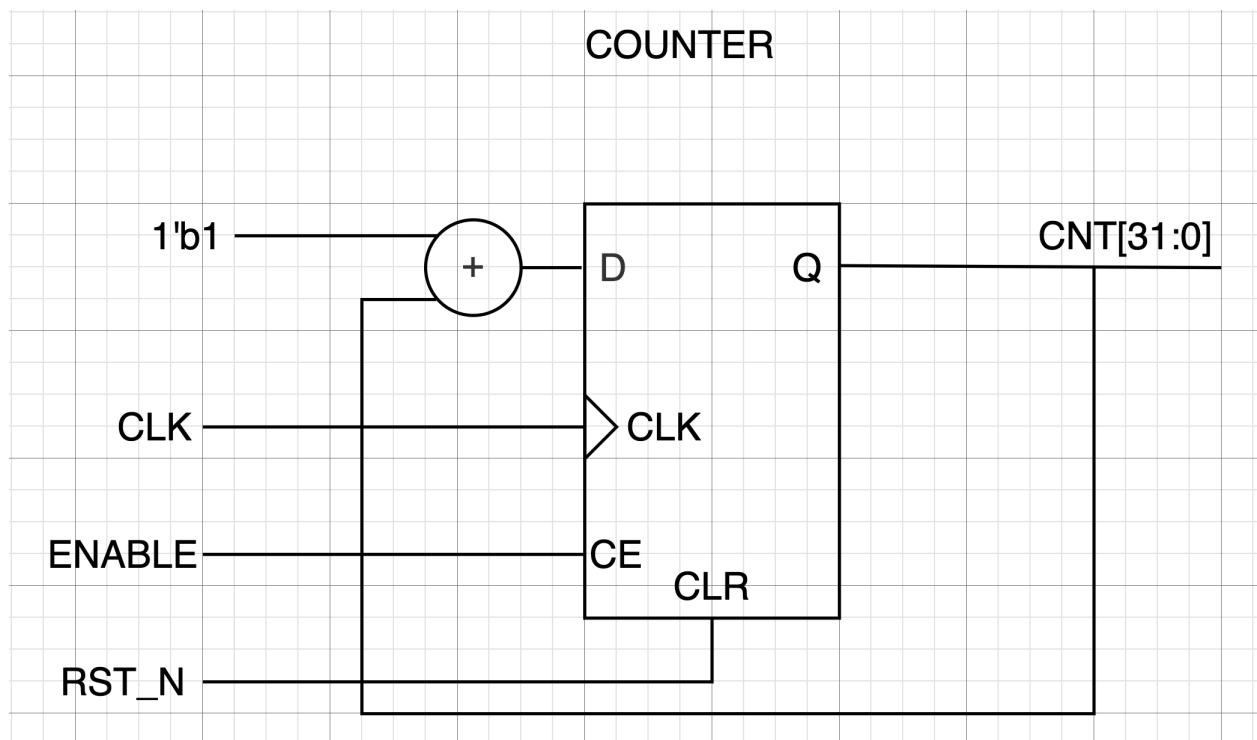 COUNTER
1'b1
+
D
Q
CNT[31:0]
CLK
CLK
ENABLE
CE
CLR
RST_N